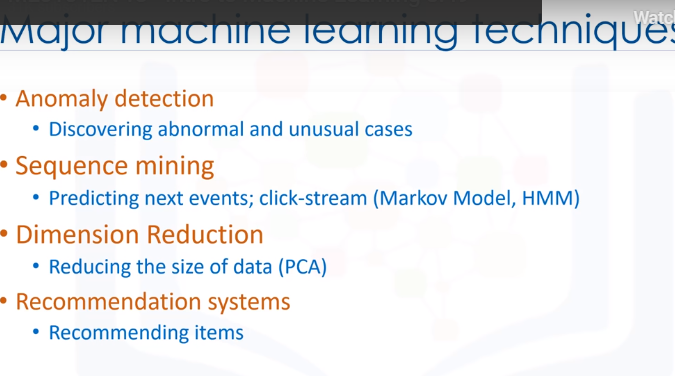 Watch
Major machine learning techniques
• Anomaly detection
• Discovering abnormal and unusual cases
• Sequence mining
• Predicting next events; click-stream (Markov Model, HMM)
• Dimension Reduction
• Reducing the size of data (PCA)
• Recommendation systems
• Recommending items